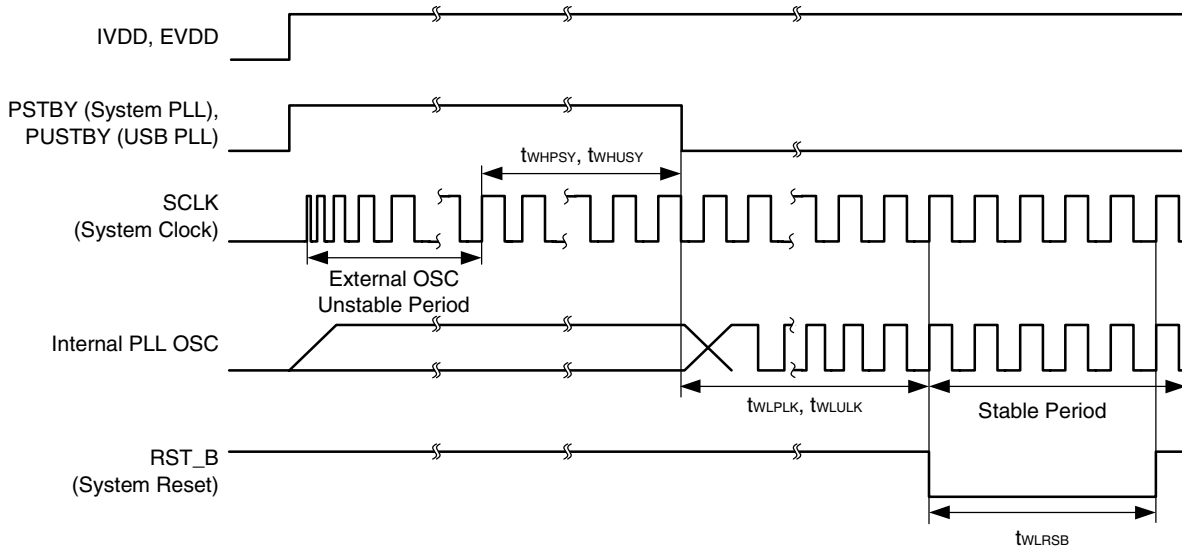 IVDD, EVDD
PSTBY (System PLL),
PUSTBY (USB PLL)
tWHPSY, tWHUSY
SCLK
(System Clock)
External OSC
Unstable Period
Internal PLL OSC
tWLPLK, tWLULK
Stable Period
RST_B
(System Reset)
tWLRSB